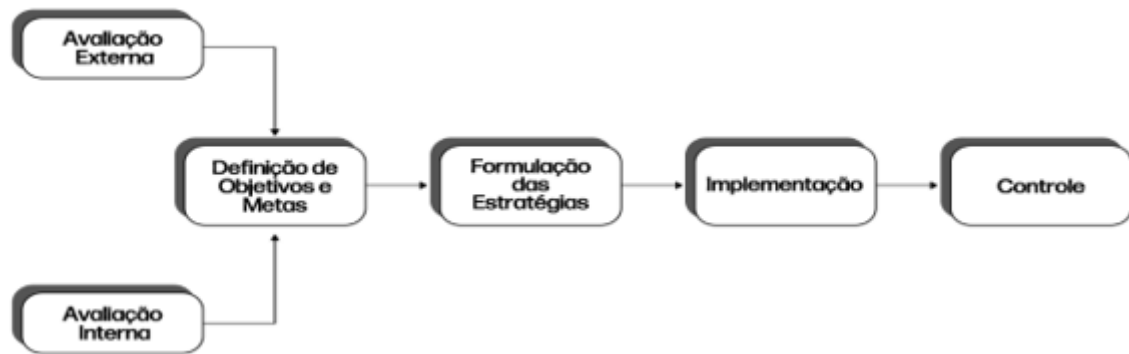 Avaliação
Externa
Definição de
Objetivos e
Metas
Formulação
das
Estratégias
Implementação
Controle
Avaliação
Interna